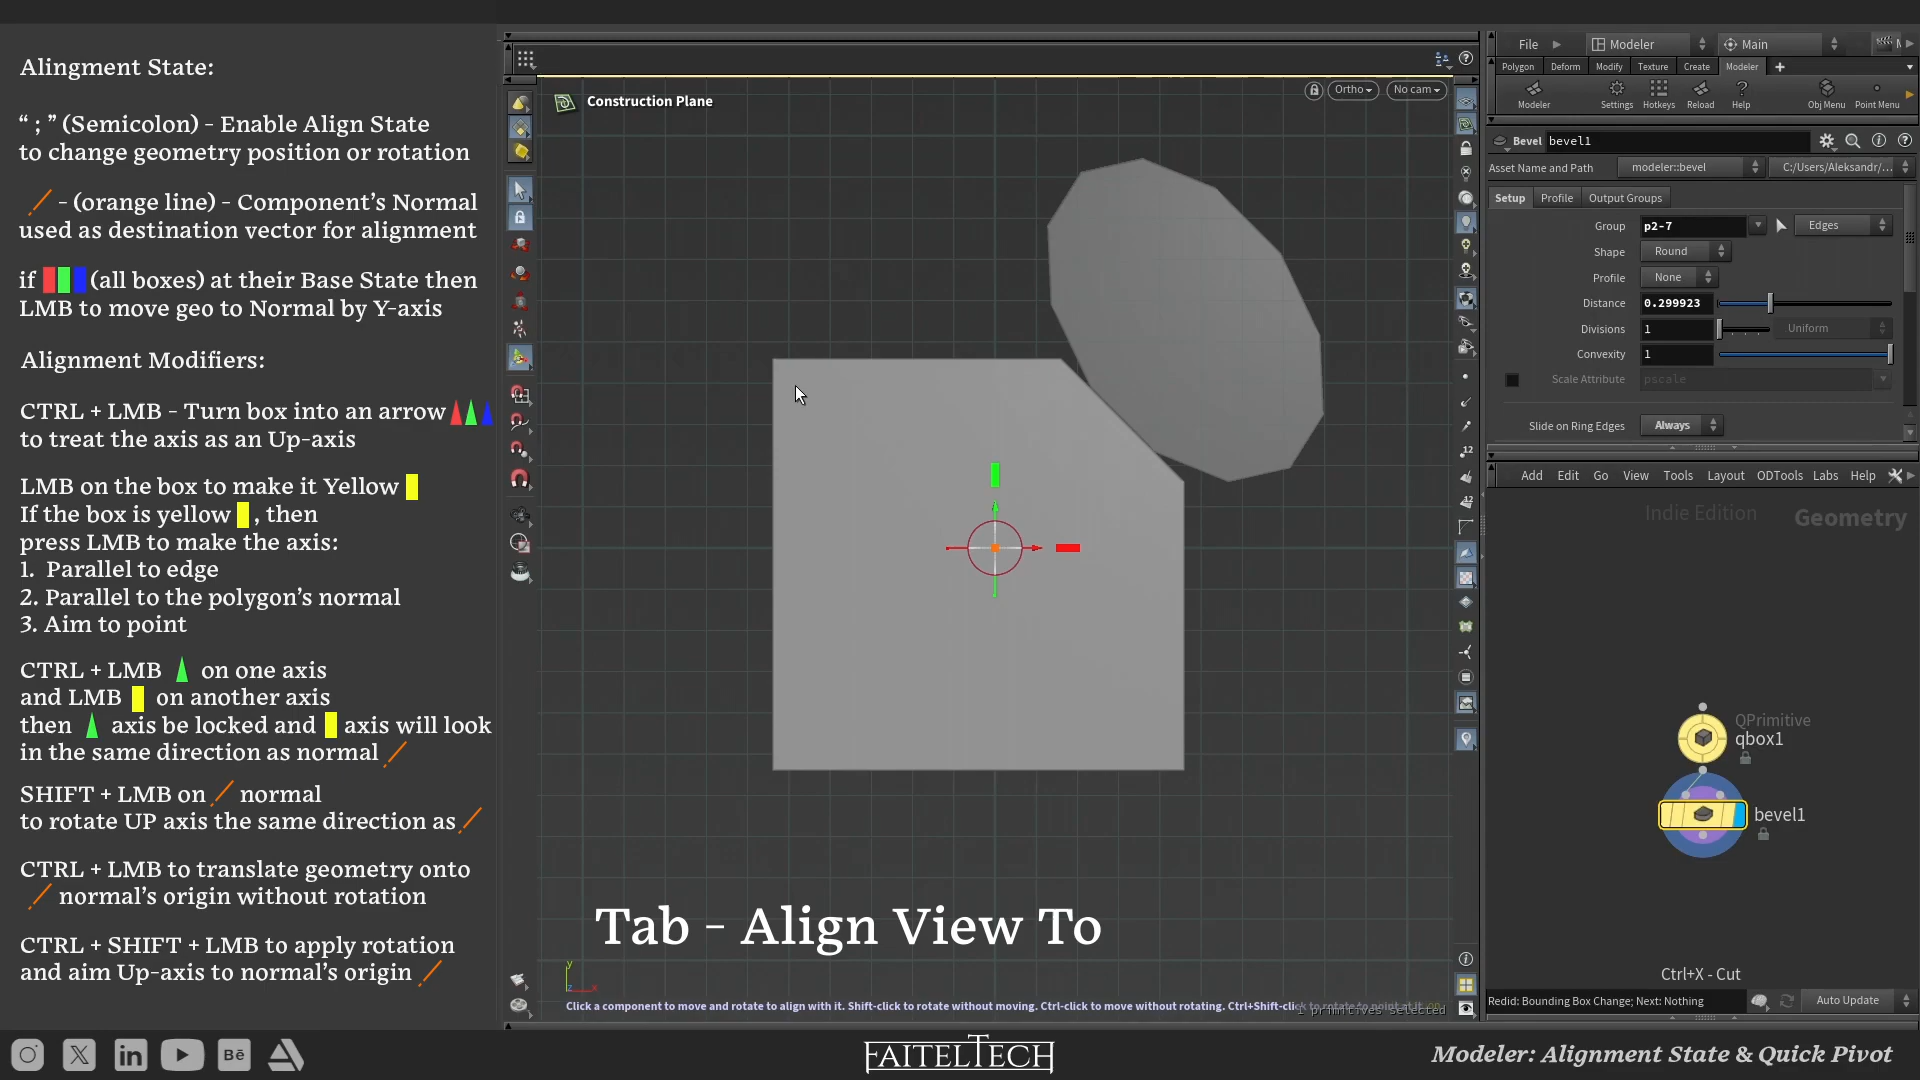 Alingment State:
“ ; ” (Semicolon) - Enable Align State
to change geometry position or rotation
- (orange line) - Component's Normal
used as destination vector for alignment
if (all boxes) at their Base State then
LMB to move geo to Normal by Y-axis
Alignment Modifiers:
CTRL + LMB - Turn box into an arrow
to treat the axis as an Up-axis
LMB on the box to make it Yellow
If the box is yellow , then
press LMB to make the axis:
1. Parallel to edge
2. Parallel to the polygon's normal
3. Aim to point
CTRL + LMB on one axis
and LMB on another axis
then axis be locked and axis will look
in the same direction as normal
SHIFT + LMB on normal
to rotate UP axis the same direction as
CTRL + LMB to translate geometry onto
normal's origin without rotation
CTRL + SHIFT + LMB to apply rotation
and aim Up-axis to normal's origin
Construction Plane
Ortho
No cam
Tab - Align View To
y
z x
Click a component to move and rotate to align with it. Shift-click to rotate without moving. Ctrl-click to move without rotating. Ctrl+Shift-cli
1 primitives selected
12
12
File
Modeler
Main
Polygon Deform Modify Texture Create Modeler
Modeler Settings Hotkeys Reload Help Obj Menu Point Menu
Bevel bevel1
Asset Name and Path modeler::bevel C:/Users/Aleksandr/...
Setup Profile Output Groups
Group p2-7 Edges
Shape Round
Profile None
Distance 0.299923
Divisions 1 Uniform
Convexity 1
Scale Attribute pscale
Slide on Ring Edges Always
Add Edit Go View Tools Layout ODTools Labs Help
Indie Edition
Geometry
QPrimitive
qbox1
bevel1
Ctrl+X - Cut
Redid: Bounding Box Change; Next: Nothing
Auto Update
FAITELTECH
Modeler: Alignment State & Quick Pivot
Bē